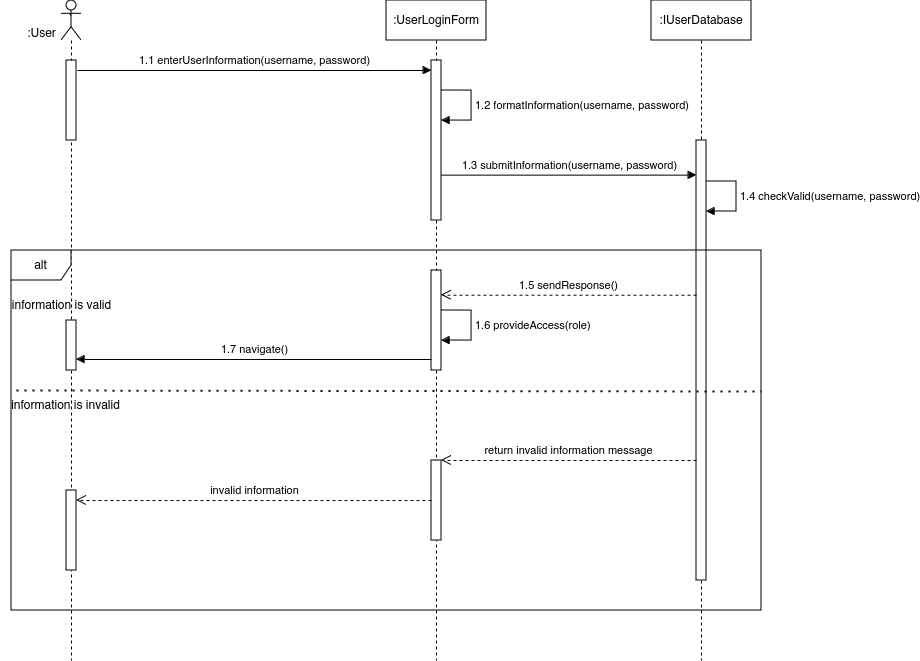 :User
:UserLoginForm
:IUserDatabase
1.1 enterUserInformation(username, password)
1.2 formatInformation(username, password)
1.3 submitInformation(username, password)
1.4 checkValid(username, password)
alt
1.5 sendResponse()
information is valid
1.6 provideAccess(role)
1.7 navigate()
information is invalid
return invalid information message
invalid information